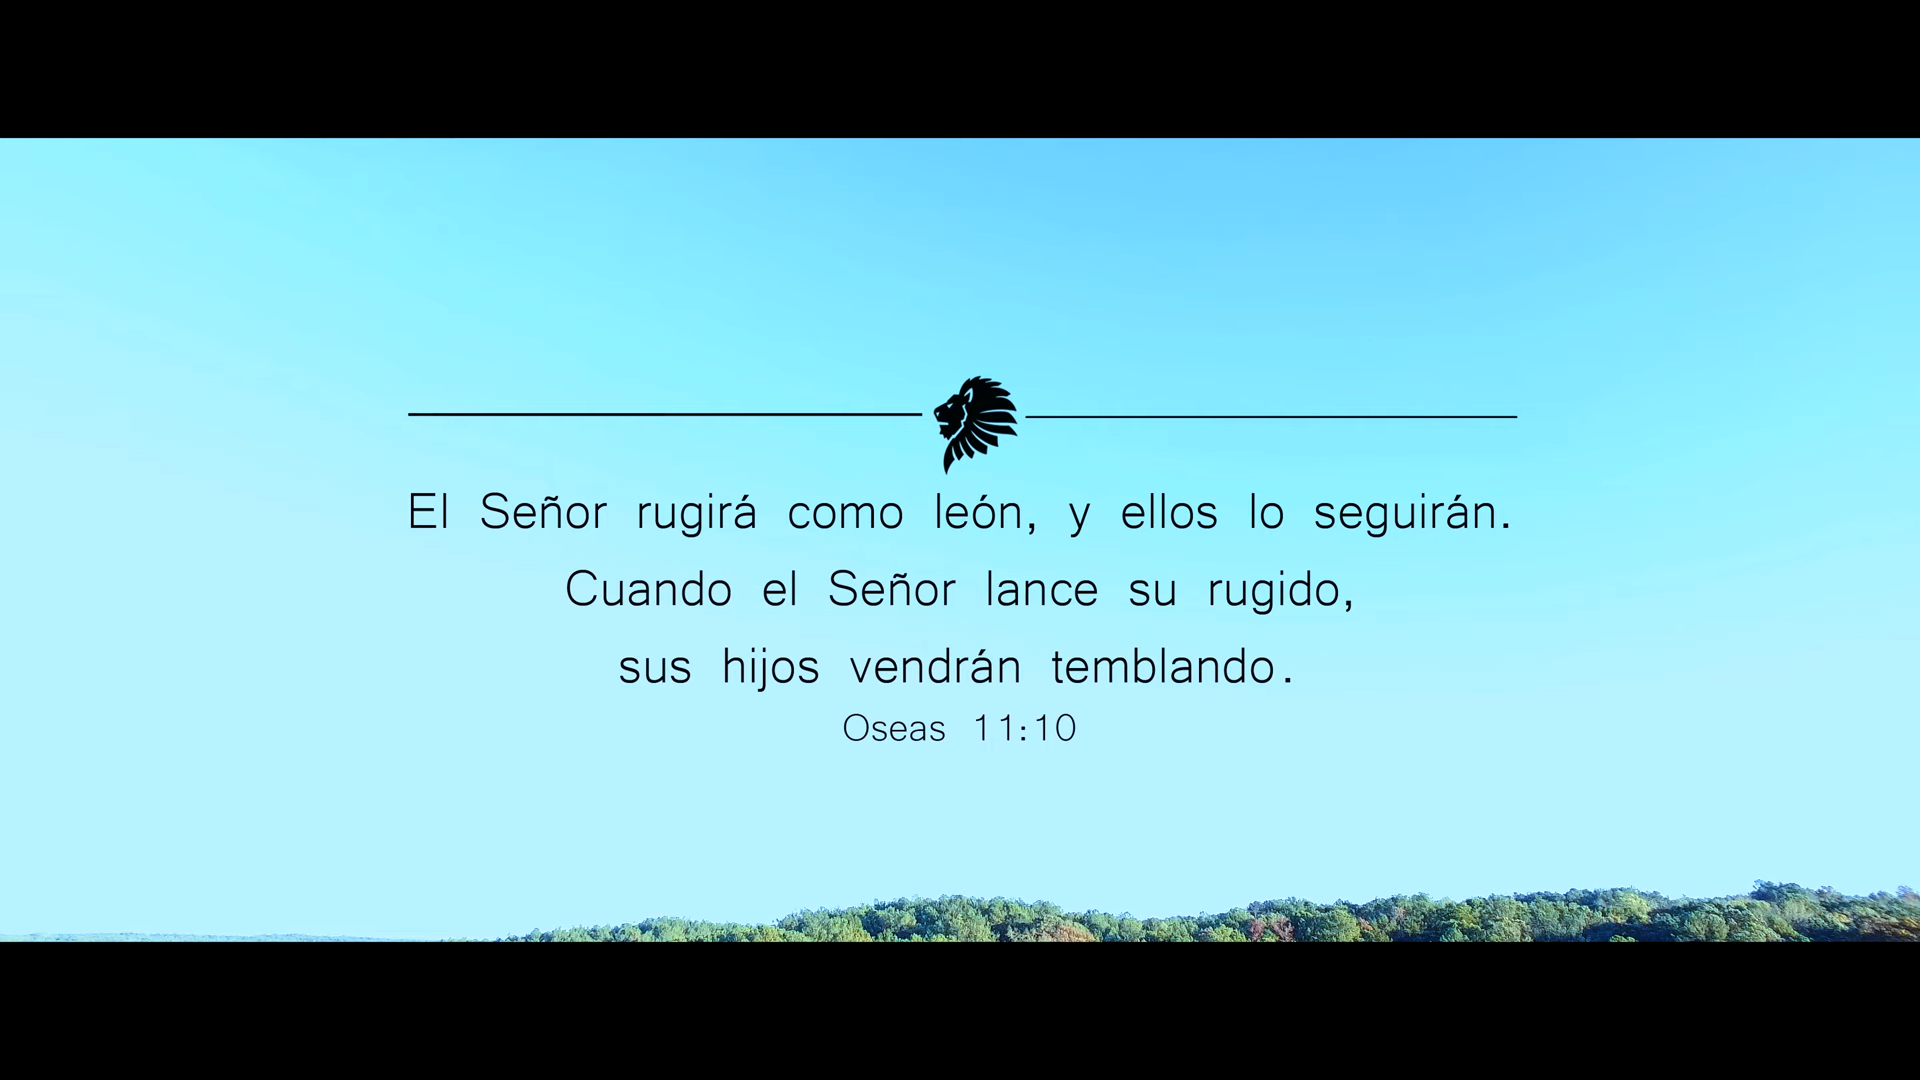 El Señor rugirá como león, y ellos lo seguirán.
Cuando el Señor lance su rugido,
sus hijos vendrán temblando.
Oseas 11:10